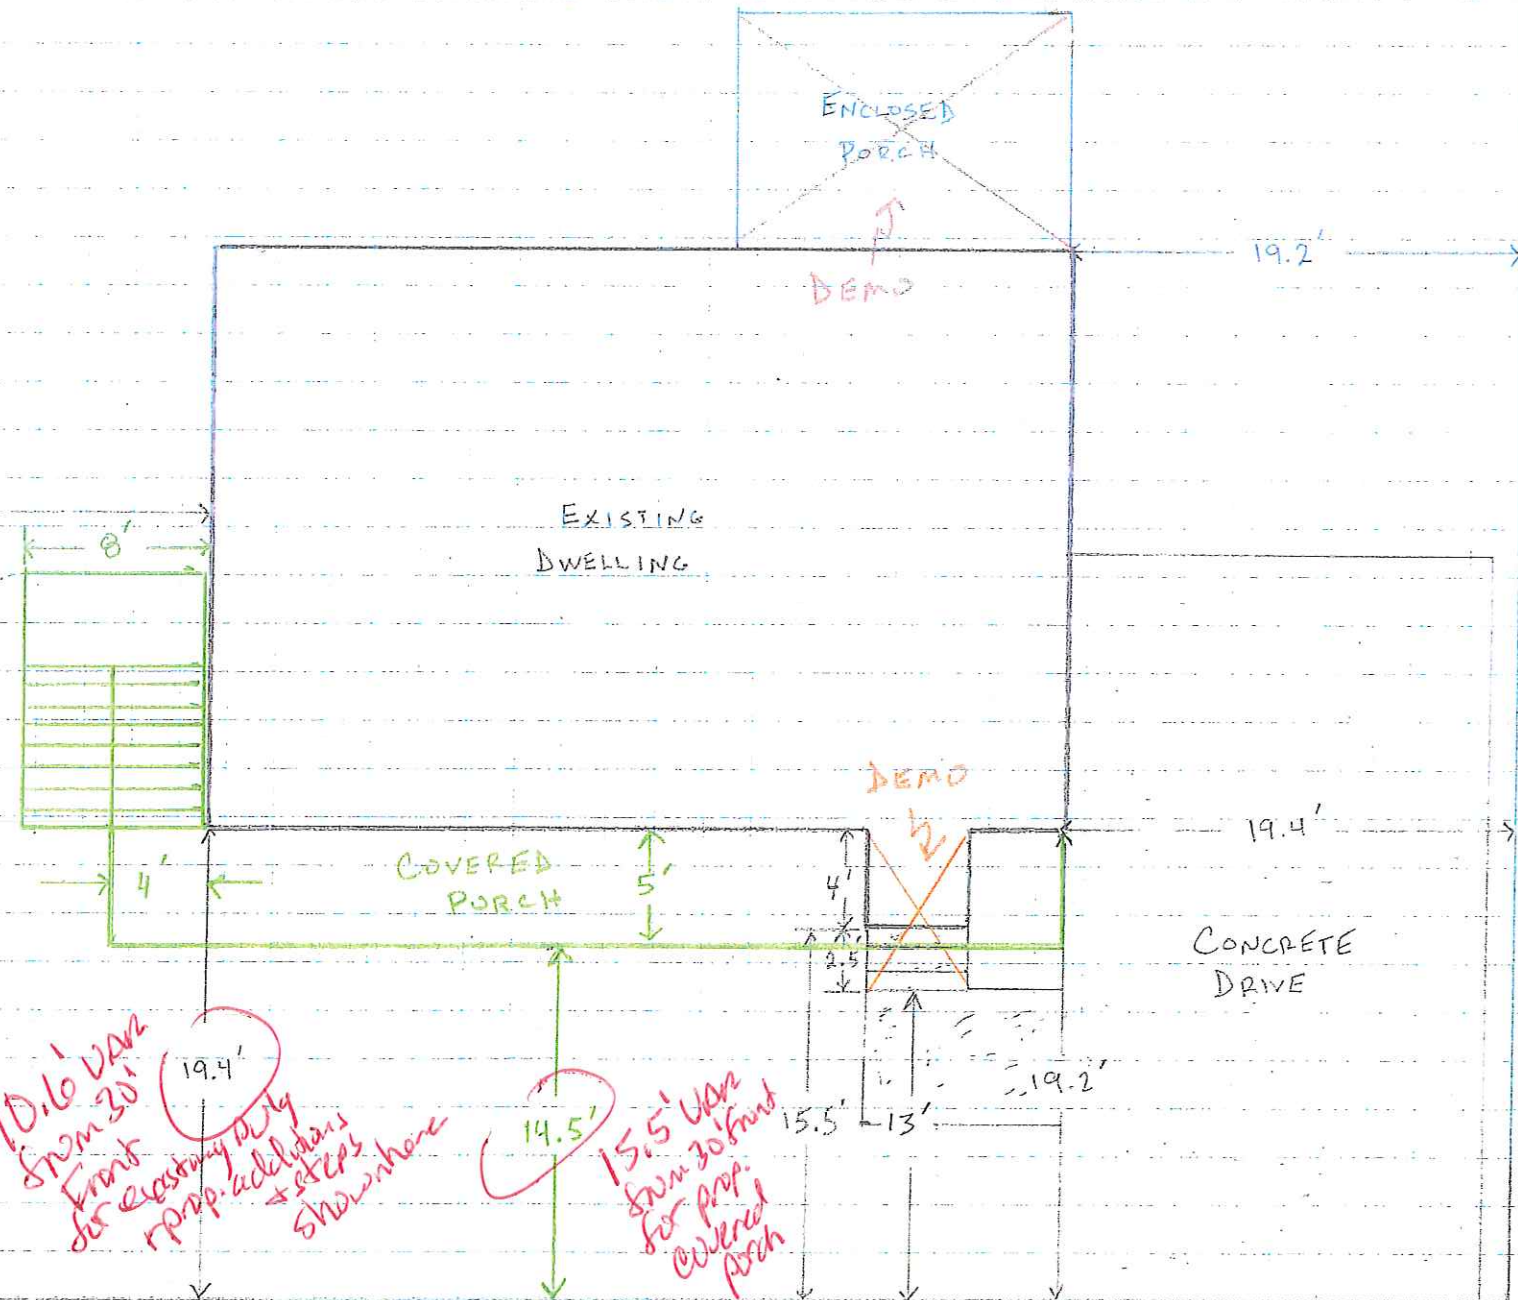 ENCLOSED
PORCH
DEMO
19.2'
EXISTING
DWELLING
8'
DEMO
19.4'
COVERED
PORCH
4'
5'
4'
2.5'
CONCRETE
DRIVE
19.4'
14.5'
15.5'
13'
19.2'
10.6' VAR
from 30'
Front
for existing
prop. additions
+ steps
shown here
15.5' VAR
from 30' front
for prop.
covered
porch